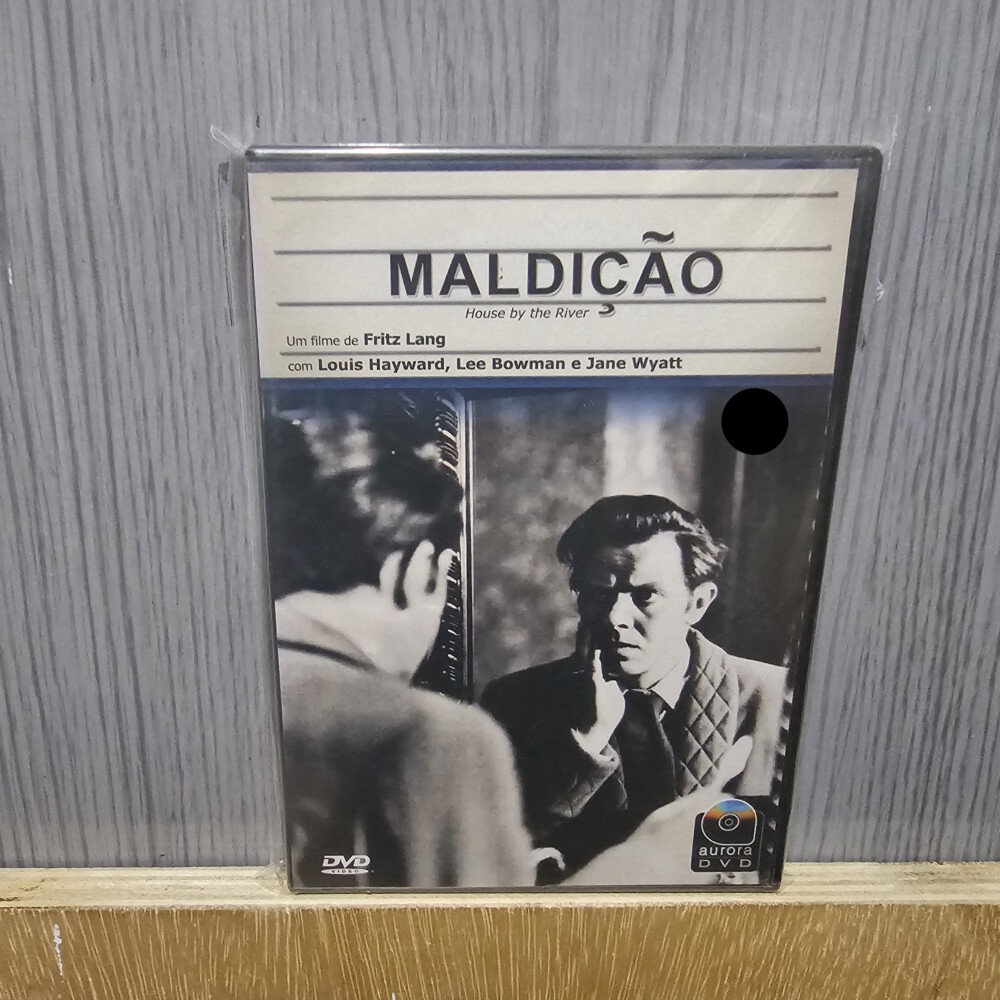 MALDIÇÃO
House by the River
Um filme de Fritz Lang
com Louis Hayward, Lee Bowman e Jane Wyatt
DVD
VIDEO
aurora
DVD